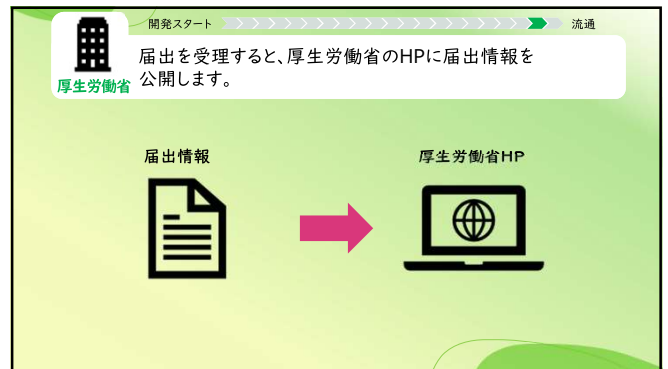 開発スタート
流通
厚生労働省
届出を受理すると、厚生労働省のHPに届出情報を
公開します。
届出情報
厚生労働省HP